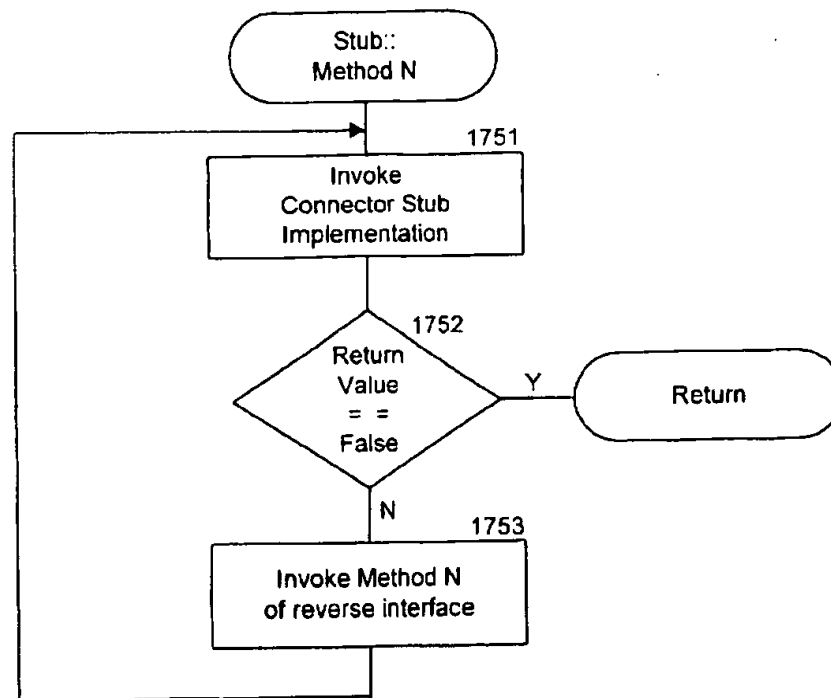 Stub::
Method N
1751
Invoke
Connector Stub
Implementation
1752
Return
Value
= =
False
Y
Return
N
1753
Invoke Method N
of reverse interface